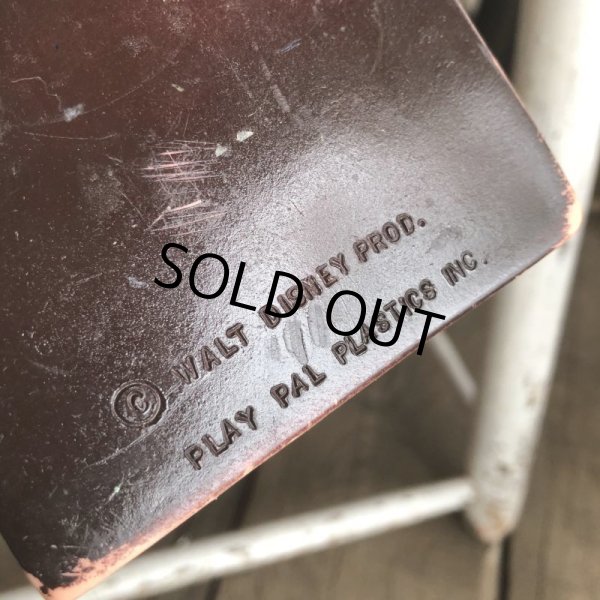 © WALT DISNEY PROD.
PLAY PAL PLASTICS INC.
SOLD OUT